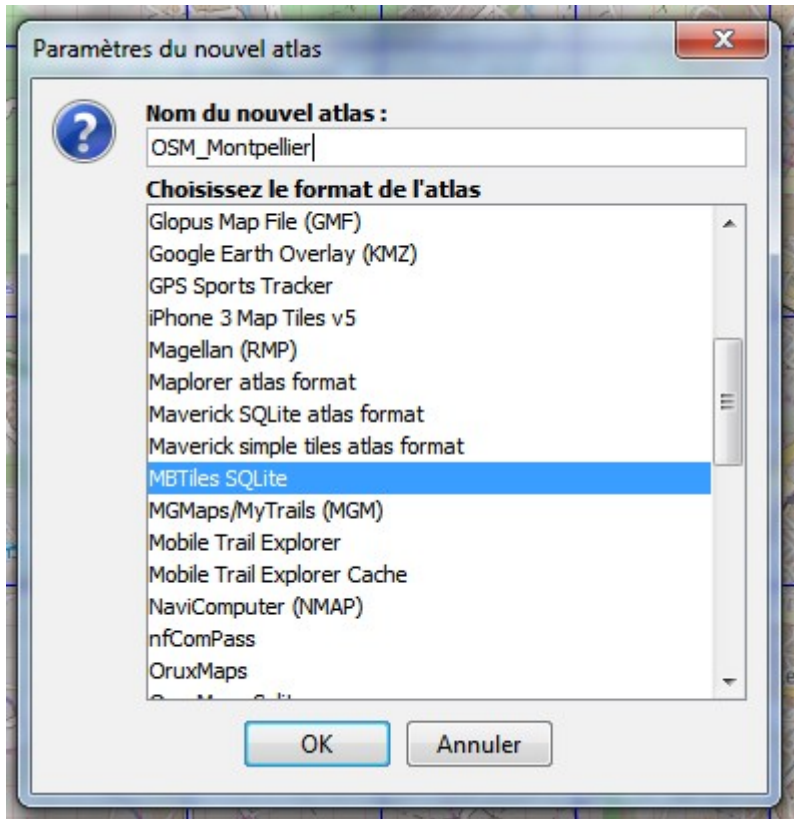 Paramètres du nouvel atlas
Nom du nouvel atlas :
OSM_Montpellier
Choisissez le format de l'atlas
Glopus Map File (GMF)
Google Earth Overlay (KMZ)
GPS Sports Tracker
iPhone 3 Map Tiles v5
Magellan (RMP)
Maplorer atlas format
Maverick SQLite atlas format
Maverick simple tiles atlas format
MBTiles SQLite
MGMaps/MyTrails (MGM)
Mobile Trail Explorer
Mobile Trail Explorer Cache
NaviComputer (NMAP)
nfComPass
OruxMaps
OK
Annuler